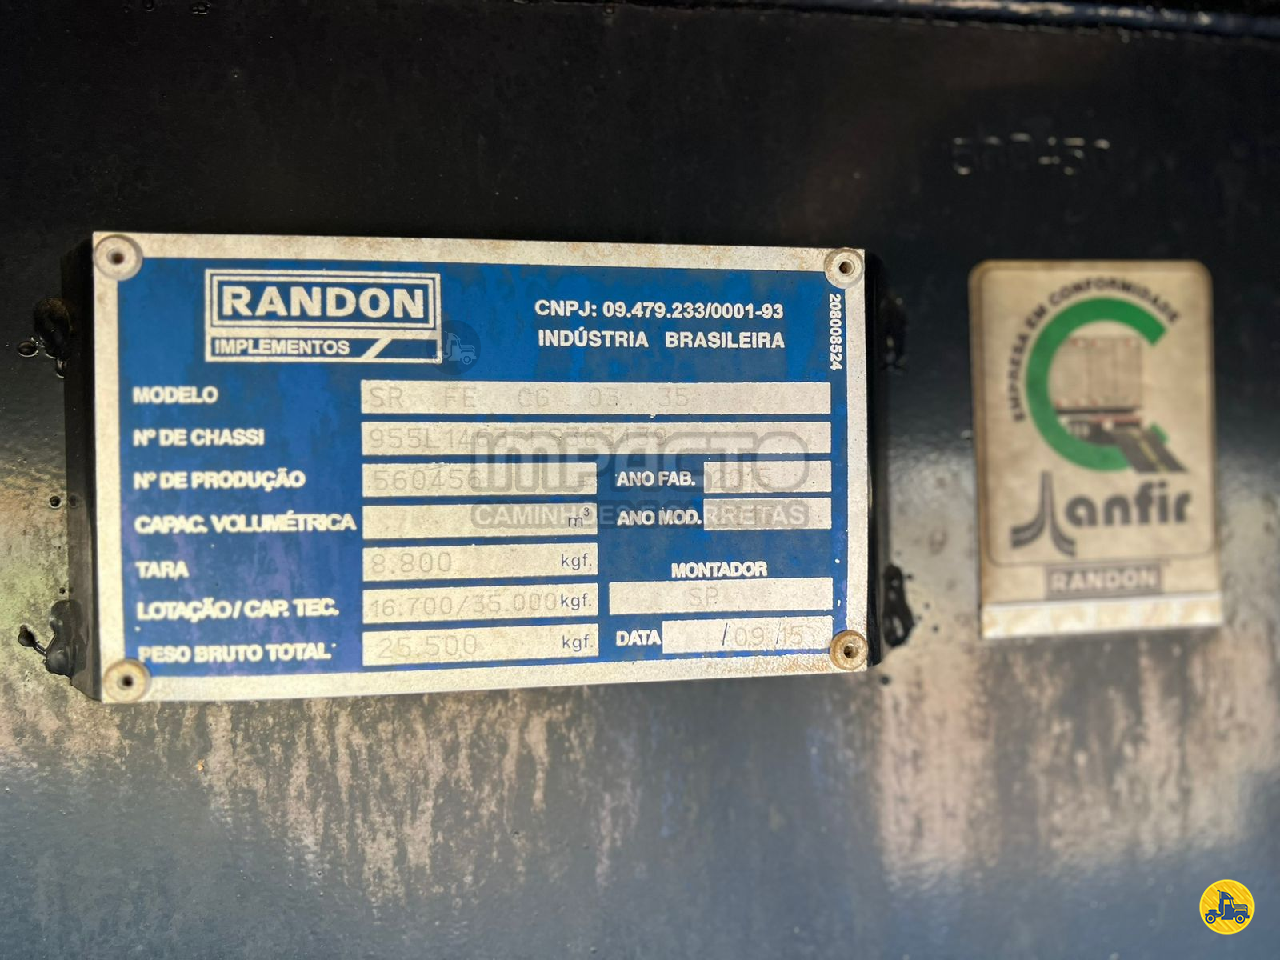 RANDON
IMPLEMENTOS
CNPJ: 09.479.233/0001-93
INDÚSTRIA BRASILEIRA
208008524
MODELO SR FE CG 03 35
Nº DE CHASSI
Nº DE PRODUÇÃO 560456 ANO FAB. 2015
CAPAC. VOLUMÉTRICA m³ ANO MOD.
TARA 8.800 kgf.
MONTADOR
LOTAÇÃO/CAP. TEC. 16.700/35.000 kgf. SR
PESO BRUTO TOTAL 25.500 kgf. DATA /09/15
IMPACTO
CAMINHÕES E CARRETAS
EMPRESA EM CONFORMIDADE
anfir
RANDON